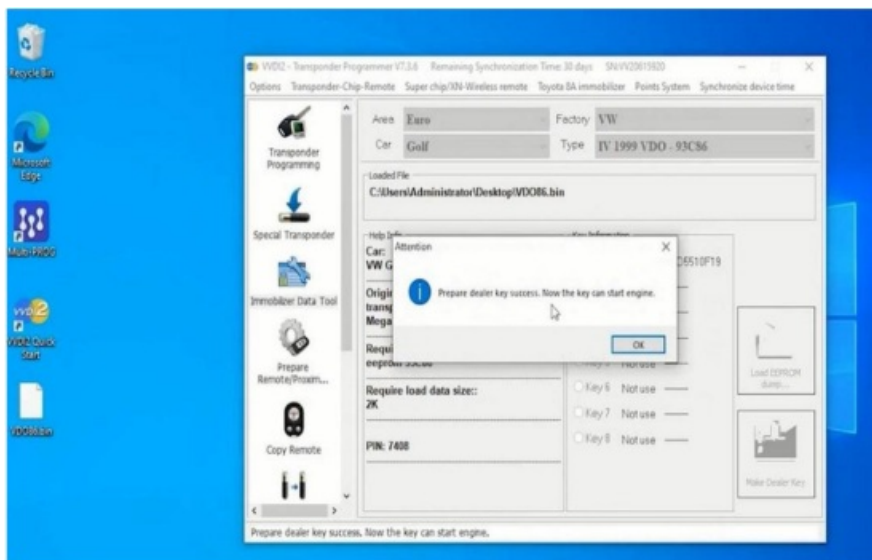 Recycle Bin
Microsoft
Edge
Multi-PROG
VVDI2 Quick
Start
VDO86.bin
VVDI2 - Transponder Programmer V7.3.6 Remaining Synchronization Time: 30 days
Options Transponder-Chip-Remote Super chip/XN-Wireless remote Toyota 8A immobilizer Points System Synchronize device time
Transponder
Programming
Special Transponder
Immobilizer Data Tool
Prepare
Remote/Proxim...
Copy Remote
Area Euro Factory VW
Car Golf Type IV 1999 VDO - 93C86
Loaded File
C:\Users\Administrator\Desktop\VDO86.bin
Help Info
Car:
VW G
Origin
transp
Mega
Requi
Require load data size::
2K
PIN: 7408
Attention
Prepare dealer key success. Now the key can start engine.
OK
D5510F19
Key 6 Not use
Key 7 Not use
Key 8 Not use
Load EEPROM
dump...
Make Dealer Key
Prepare dealer key success. Now the key can start engine.